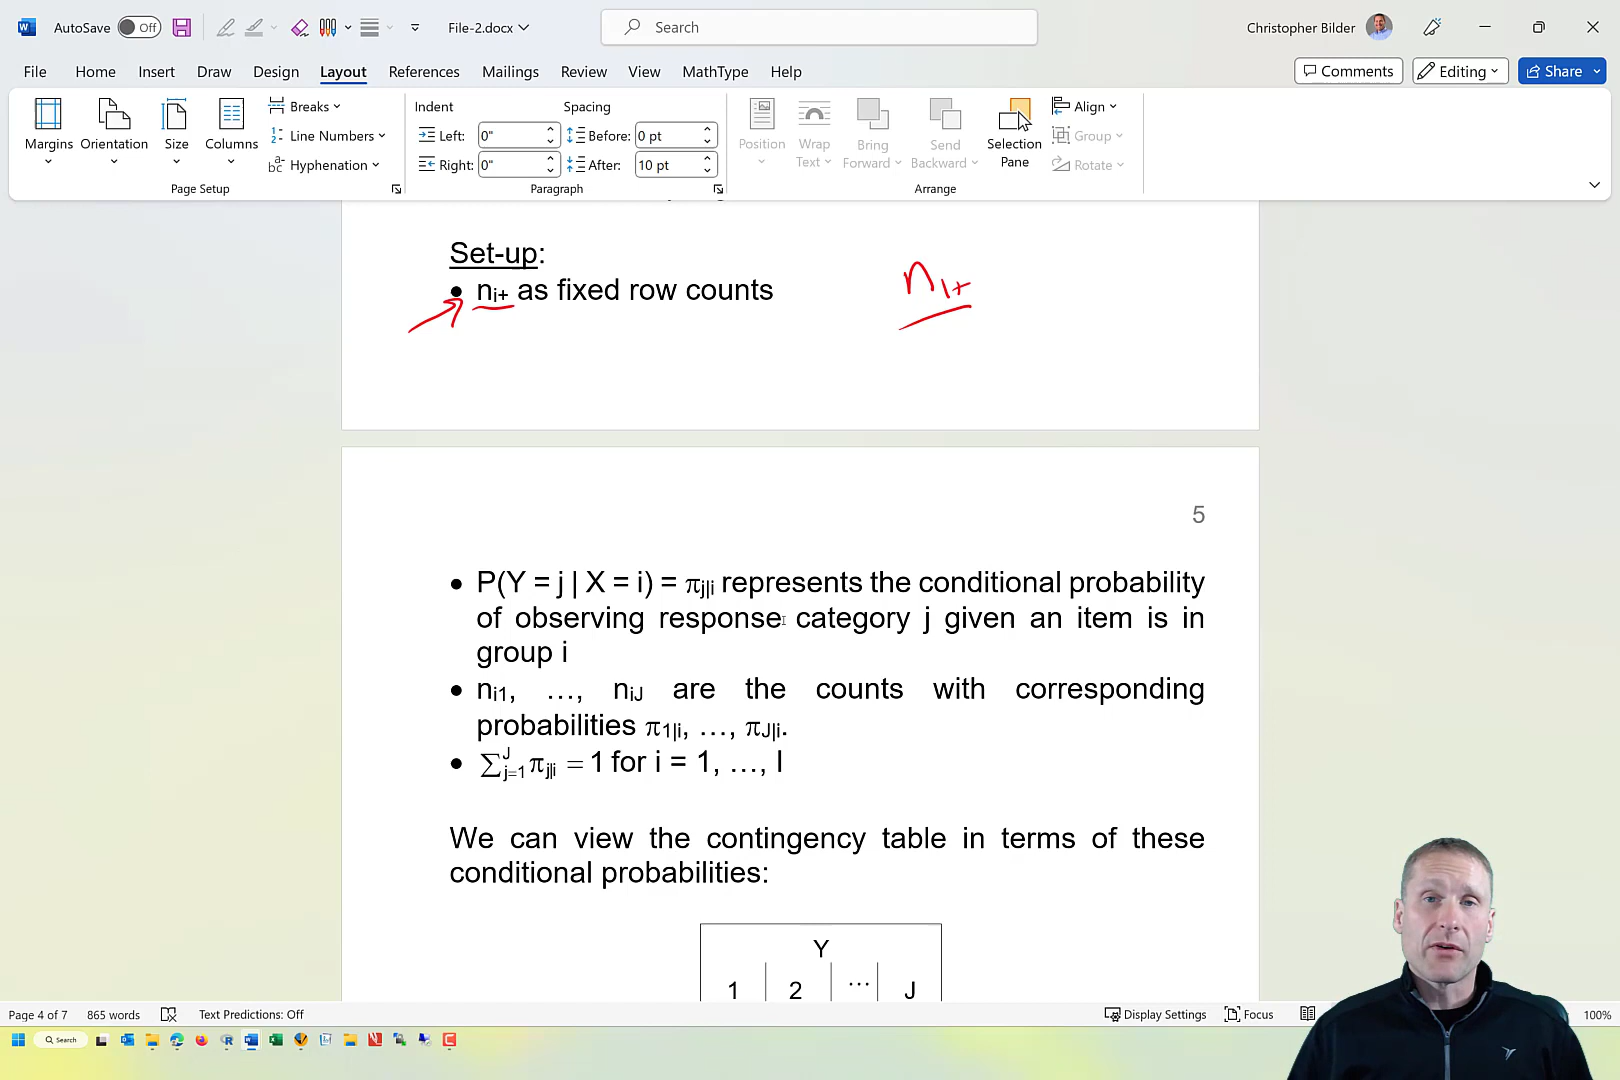 AutoSave Off File-2.docx Search Christopher Bilder
File Home Insert Draw Design Layout References Mailings Review View MathType Help Comments Editing Share
Margins Orientation Size Columns
Breaks
Line Numbers
Hyphenation
Page Setup
Indent Spacing
Left: 0" Before: 0 pt
Right: 0" After: 10 pt
Paragraph
Position
Wrap Text
Bring Forward
Send Backward
Selection Pane
Align
Group
Rotate
Arrange
Set-up:
• nᵢ₊ as fixed row counts
n₁₊
5
• P(Y = j | X = i) = πj|i represents the conditional probability
of observing response category j given an item is in
group i
• ni1, …, niJ are the counts with corresponding
probabilities π1|i, …, πJ|i.
• ∑j=1J πj|i = 1 for i = 1, …, I
We can view the contingency table in terms of these
conditional probabilities:
Y
1 2 ⋯ J
Page 4 of 7 865 words Text Predictions: Off Display Settings Focus 100%
Search